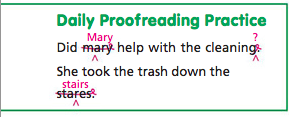 Daily Proofreading Practice
Mary ?
Did mary help with the cleaning.
She took the trash down the
stairs
stares.